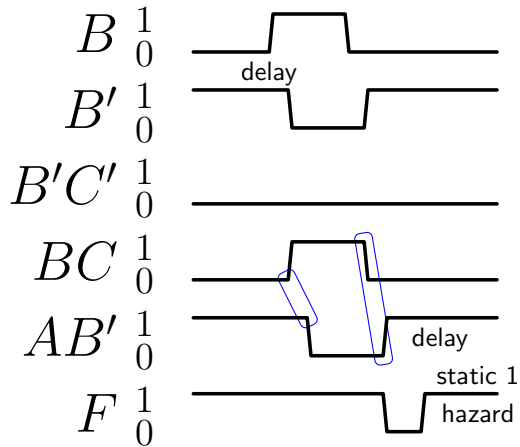 B 1
0
delay
B′ 1
0
B′C′ 1
0
BC 1
0
AB′ 1
0
delay
static 1
F 1
hazard
0